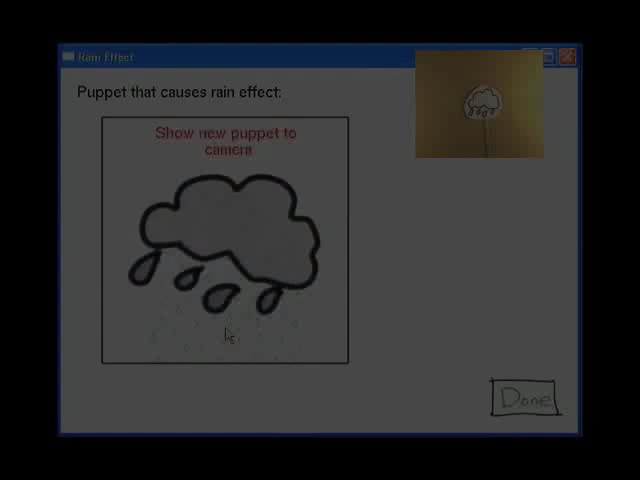 Rain Effect
Puppet that causes rain effect:
Show new puppet to
camera
Done